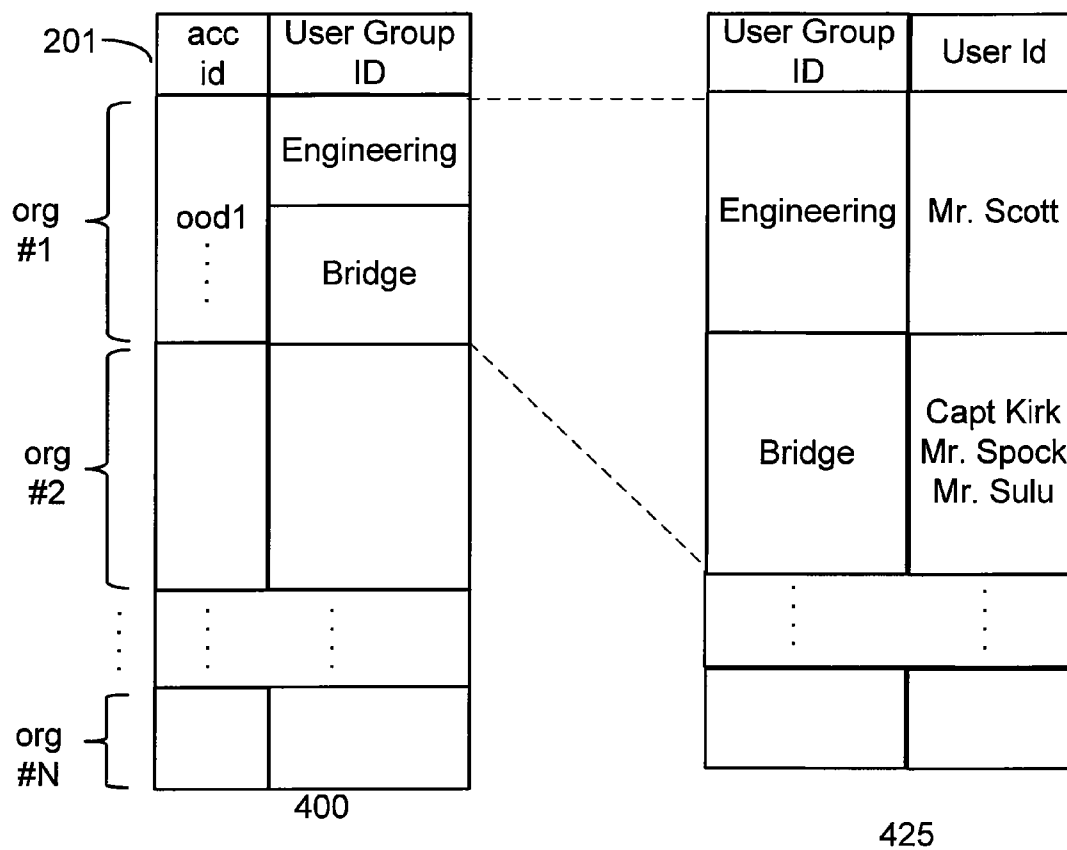 201
acc
id
User Group
ID
org
#1
ood1
Engineering
Bridge
org
#2
org
#N
400
User Group
ID
User Id
Engineering
Mr. Scott
Bridge
Capt Kirk
Mr. Spock
Mr. Sulu
425